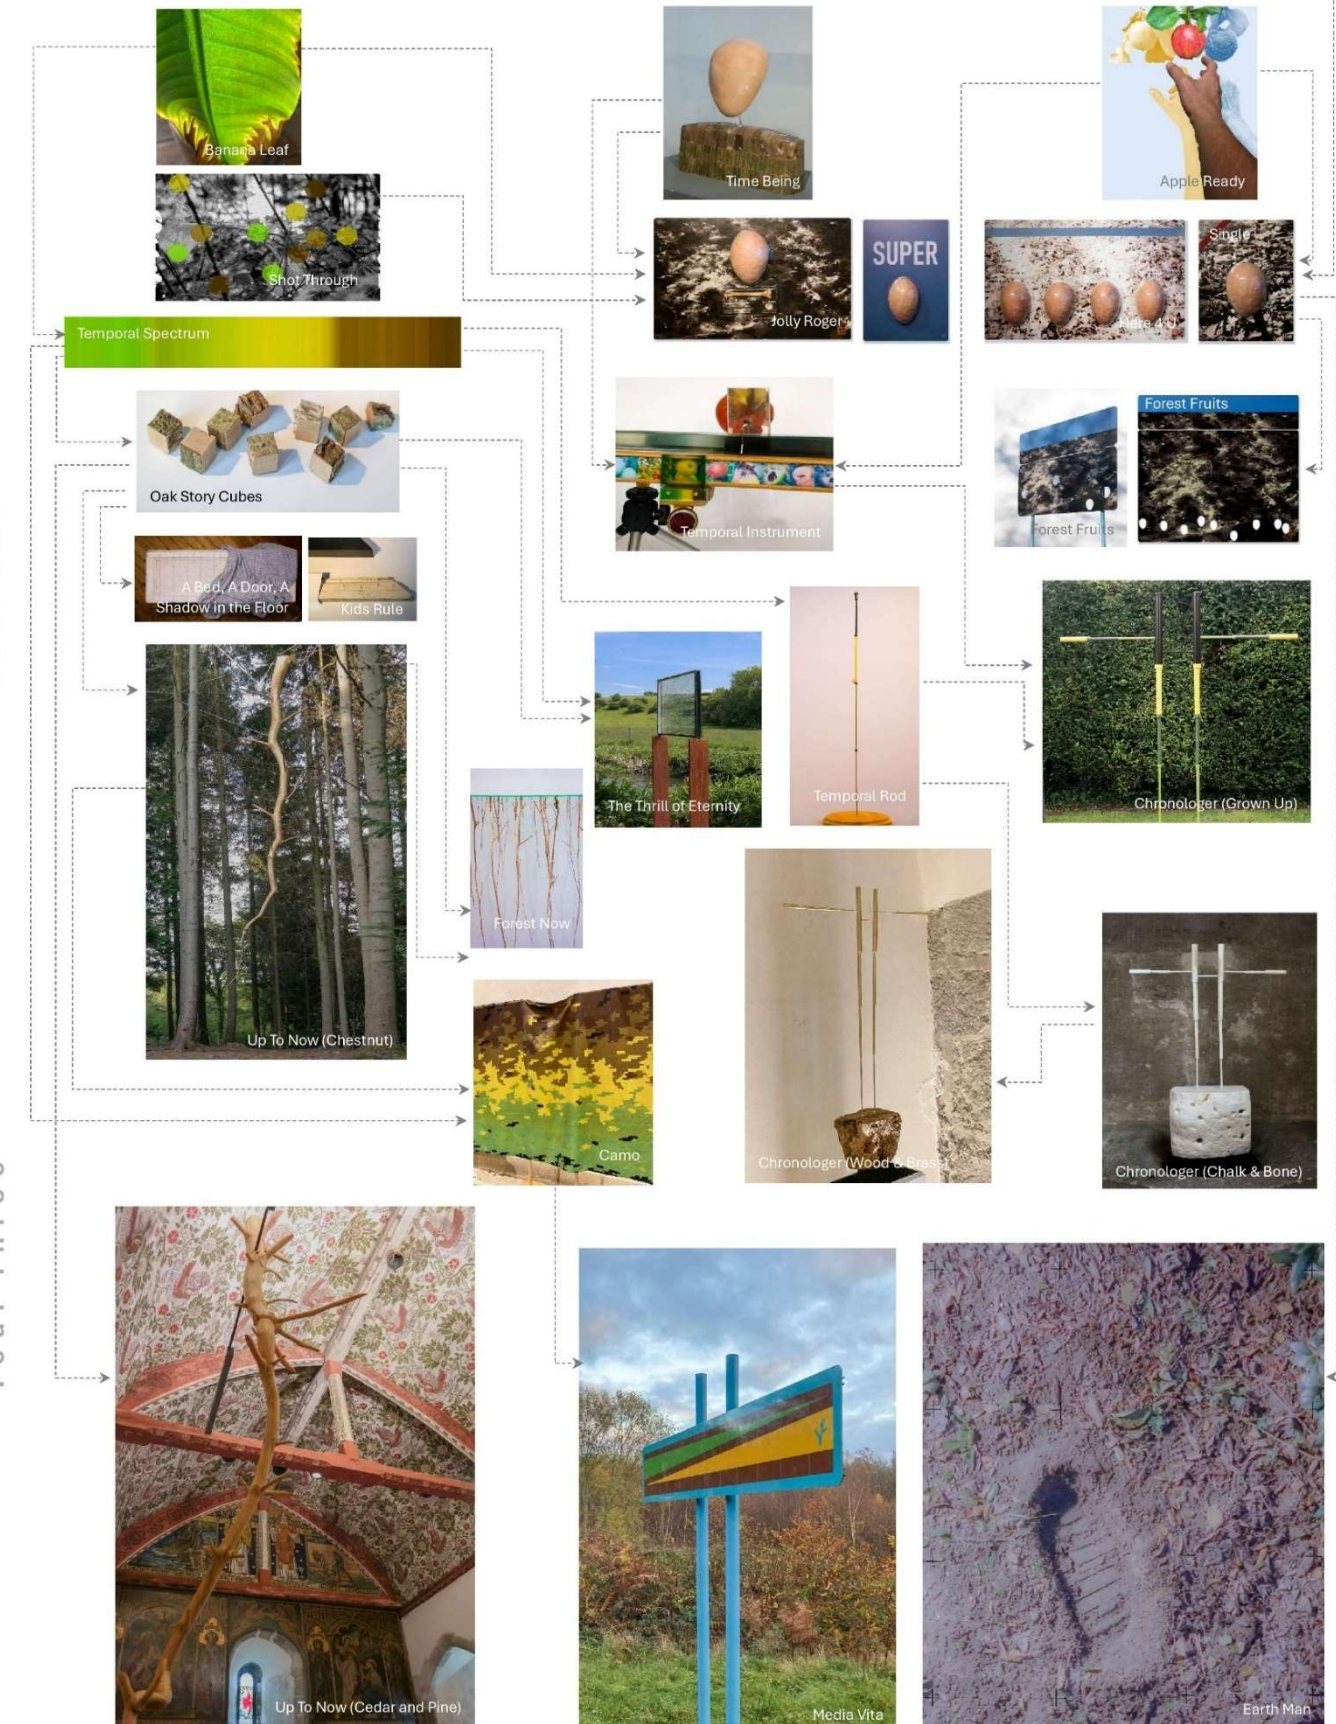 Banana Leaf
Time Being
Apple Ready
Shot Through
Jolly Roger
SUPER
Here 4 U
Single
Temporal Spectrum
Oak Story Cubes
Temporal Instrument
Forest Fruits
Forest Fruits
A Bed, A Door, A
Shadow in the Floor
Kids Rule
The Thrill of Eternity
Temporal Rod
Chronologer (Grown Up)
Forest Now
Up To Now (Chestnut)
Camo
Chronologer (Wood & Brass)
Chronologer (Chalk & Bone)
Up To Now (Cedar and Pine)
Media Vita
Earth Man